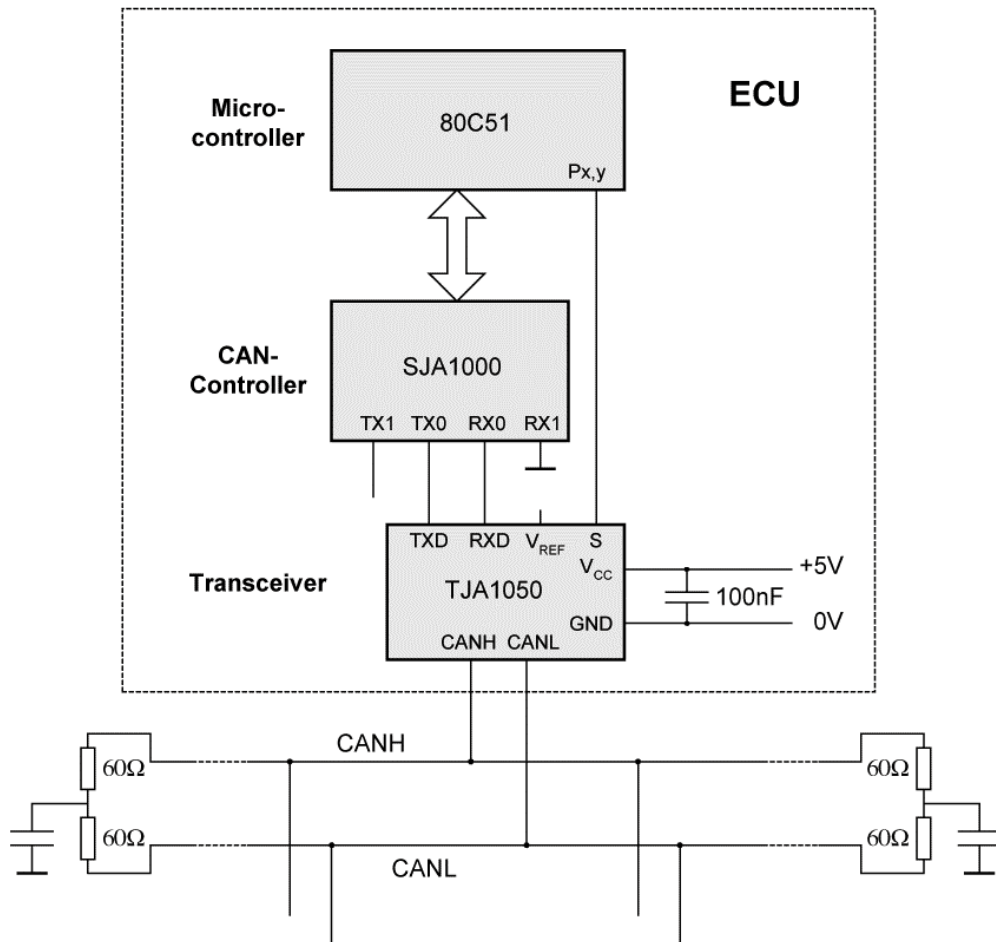 ECU
Micro-
controller
80C51
Px,y
CAN-
Controller
SJA1000
TX1 TX0 RX0 RX1
Transceiver
TXD RXD VREF S
VCC
TJA1050
GND
CANH CANL
+5V
100nF
0V
CANH
60Ω
60Ω
60Ω
60Ω
CANL